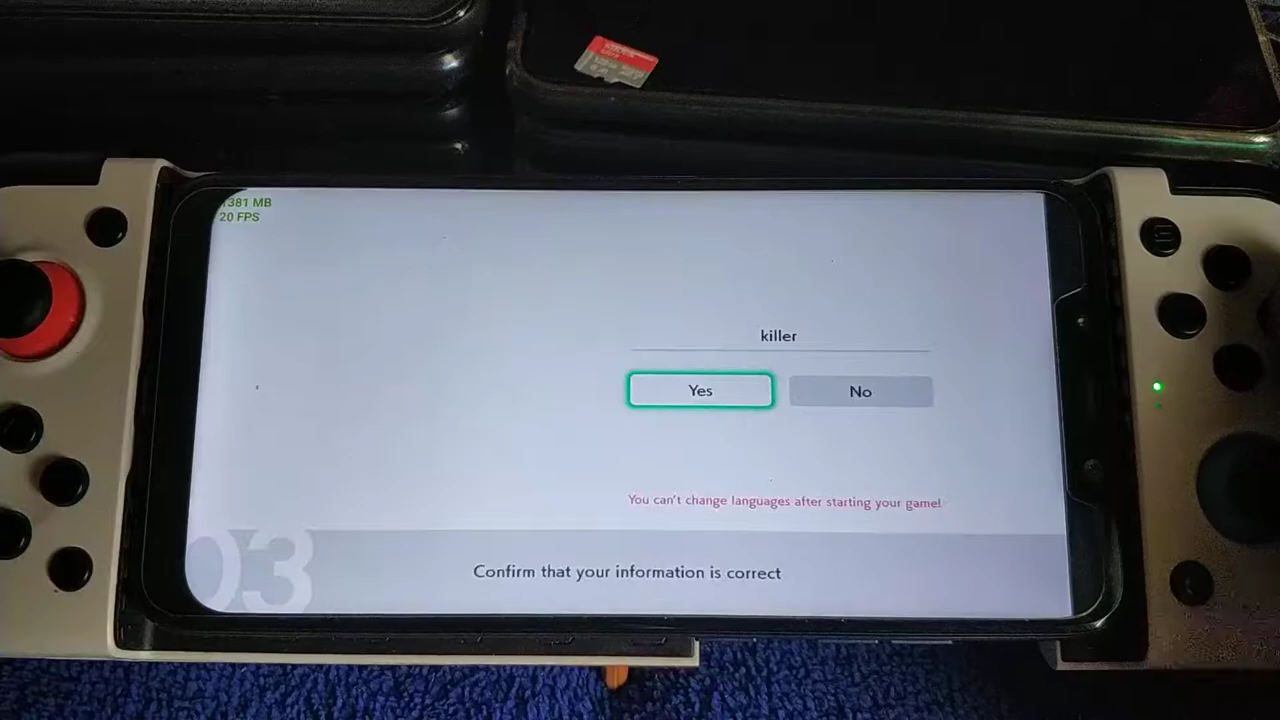 381 MB
20 FPS
killer
Yes
No
You can't change languages after starting your game!
03
Confirm that your information is correct